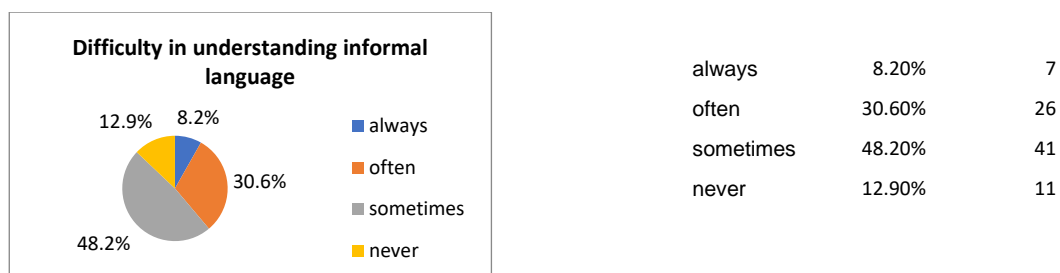 Difficulty in understanding informal
language
8.2%
12.9%
30.6%
48.2%
always
often
sometimes
never
always 8.20% 7
often 30.60% 26
sometimes 48.20% 41
never 12.90% 11